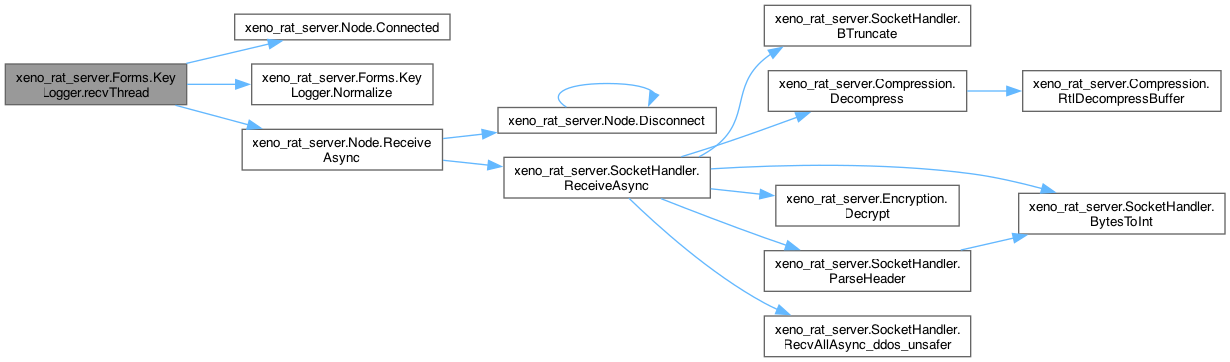 xeno_rat_server.Forms.Key
Logger.recvThread
xeno_rat_server.Node.Connected
xeno_rat_server.Forms.Key
Logger.Normalize
xeno_rat_server.Node.Receive
Async
xeno_rat_server.Node.Disconnect
xeno_rat_server.SocketHandler.
ReceiveAsync
xeno_rat_server.SocketHandler.
BTruncate
xeno_rat_server.Compression.
Decompress
xeno_rat_server.Compression.
RtlDecompressBuffer
xeno_rat_server.Encryption.
Decrypt
xeno_rat_server.SocketHandler.
BytesToInt
xeno_rat_server.SocketHandler.
ParseHeader
xeno_rat_server.SocketHandler.
RecvAllAsync_ddos_unsafer